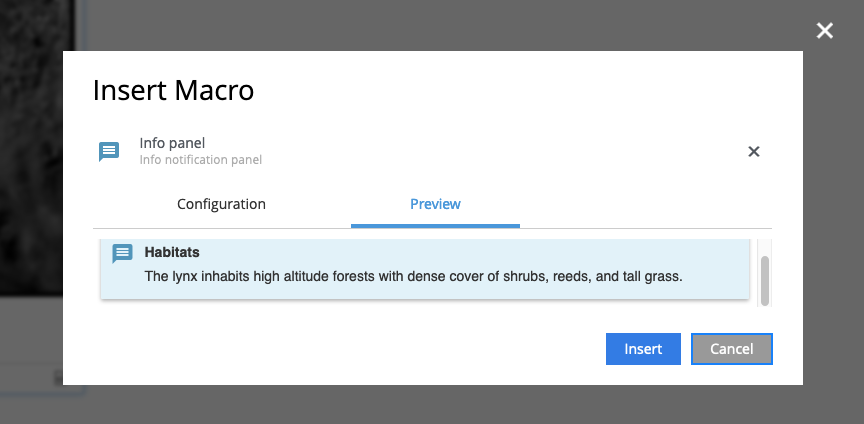 Insert Macro
Info panel
Info notification panel
Configuration Preview
Habitats
The lynx inhabits high altitude forests with dense cover of shrubs, reeds, and tall grass.
Insert Cancel